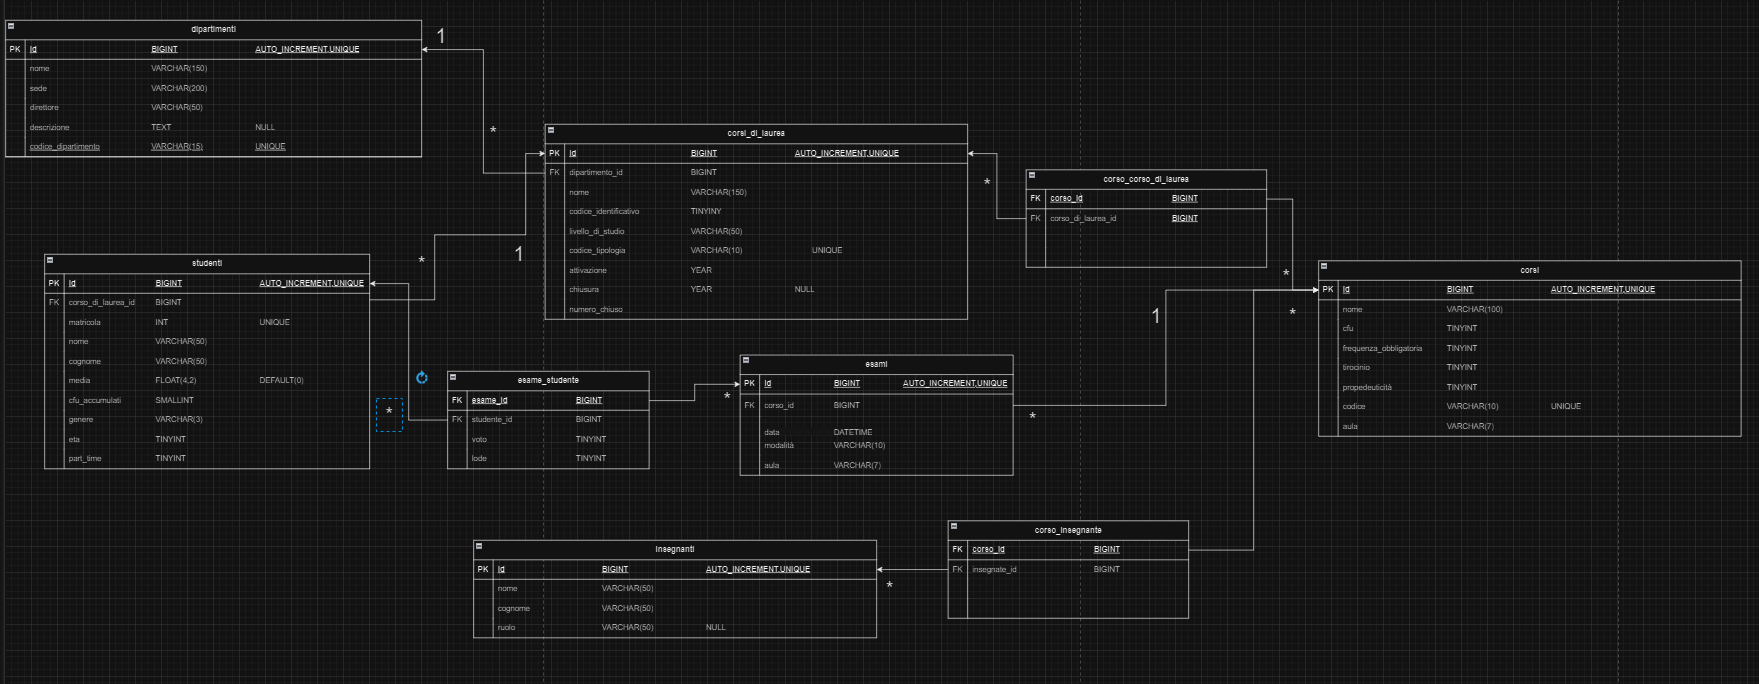 dipartimenti
PK id BIGINT AUTO_INCREMENT,UNIQUE
nome VARCHAR(150)
sede VARCHAR(200)
direttore VARCHAR(50)
descrizione TEXT NULL
codice_dipartimento VARCHAR(15) UNIQUE
1
*
corsi_di_laurea
PK id BIGINT AUTO_INCREMENT,UNIQUE
FK dipartimento_id BIGINT
nome VARCHAR(150)
codice_identificativo TINYINY
livello_di_studio VARCHAR(50)
codice_tipologia VARCHAR(10) UNIQUE
attivazione YEAR
chiusura YEAR NULL
numero_chiuso
*
corso_corso_di_laurea
FK corso_id BIGINT
FK corso_di_laurea_id BIGINT
*
1
*
studenti
PK id BIGINT AUTO_INCREMENT,UNIQUE
FK corso_di_laurea_id BIGINT
matricola INT UNIQUE
nome VARCHAR(50)
cognome VARCHAR(50)
media FLOAT(4,2) DEFAULT(0)
cfu_accumulati SMALLINT
genere VARCHAR(3)
eta TINYINT
part_time TINYINT
*
corsi
PK id BIGINT AUTO_INCREMENT,UNIQUE
nome VARCHAR(100)
cfu TINYINT
frequenza_obbligatoria TINYINT
tirocinio TINYINT
propedeuticità TINYINT
codice VARCHAR(10) UNIQUE
aula VARCHAR(7)
*
1
esame_studente
FK esame_id BIGINT
FK studente_id BIGINT
voto TINYINT
lode TINYINT
*
esami
PK id BIGINT AUTO_INCREMENT,UNIQUE
FK corso_id BIGINT
data DATETIME
modalità VARCHAR(10)
aula VARCHAR(7)
*
corso_insegnante
FK corso_id BIGINT
FK insegnate_id BIGINT
*
insegnanti
PK id BIGINT AUTO_INCREMENT,UNIQUE
nome VARCHAR(50)
cognome VARCHAR(50)
ruolo VARCHAR(50) NULL